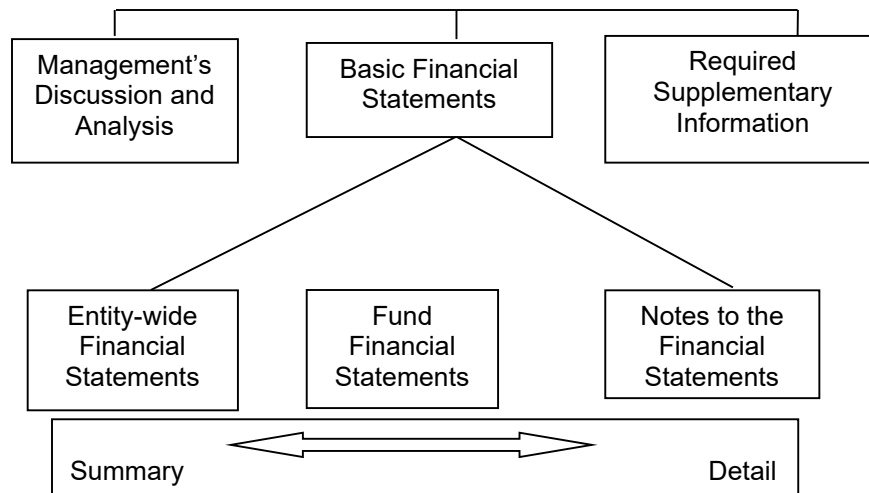 Management’s
Discussion and
Analysis
Basic Financial
Statements
Required
Supplementary
Information
Entity-wide
Financial
Statements
Fund
Financial
Statements
Notes to the
Financial
Statements
Summary
Detail